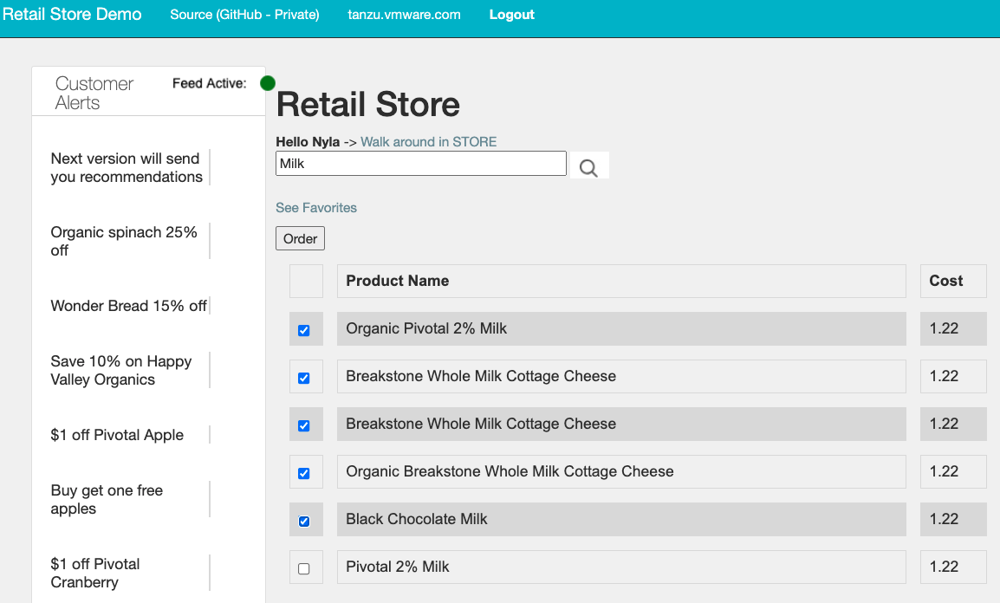 Retail Store Demo Source (GitHub - Private) tanzu.vmware.com Logout
Customer
Alerts
Feed Active:
Next version will send
you recommendations
Organic spinach 25%
off
Wonder Bread 15% off
Save 10% on Happy
Valley Organics
$1 off Pivotal Apple
Buy get one free
apples
$1 off Pivotal
Cranberry
Retail Store
Hello Nyla -> Walk around in STORE
Milk
See Favorites
Order
Product Name Cost
Organic Pivotal 2% Milk 1.22
Breakstone Whole Milk Cottage Cheese 1.22
Breakstone Whole Milk Cottage Cheese 1.22
Organic Breakstone Whole Milk Cottage Cheese 1.22
Black Chocolate Milk 1.22
Pivotal 2% Milk 1.22